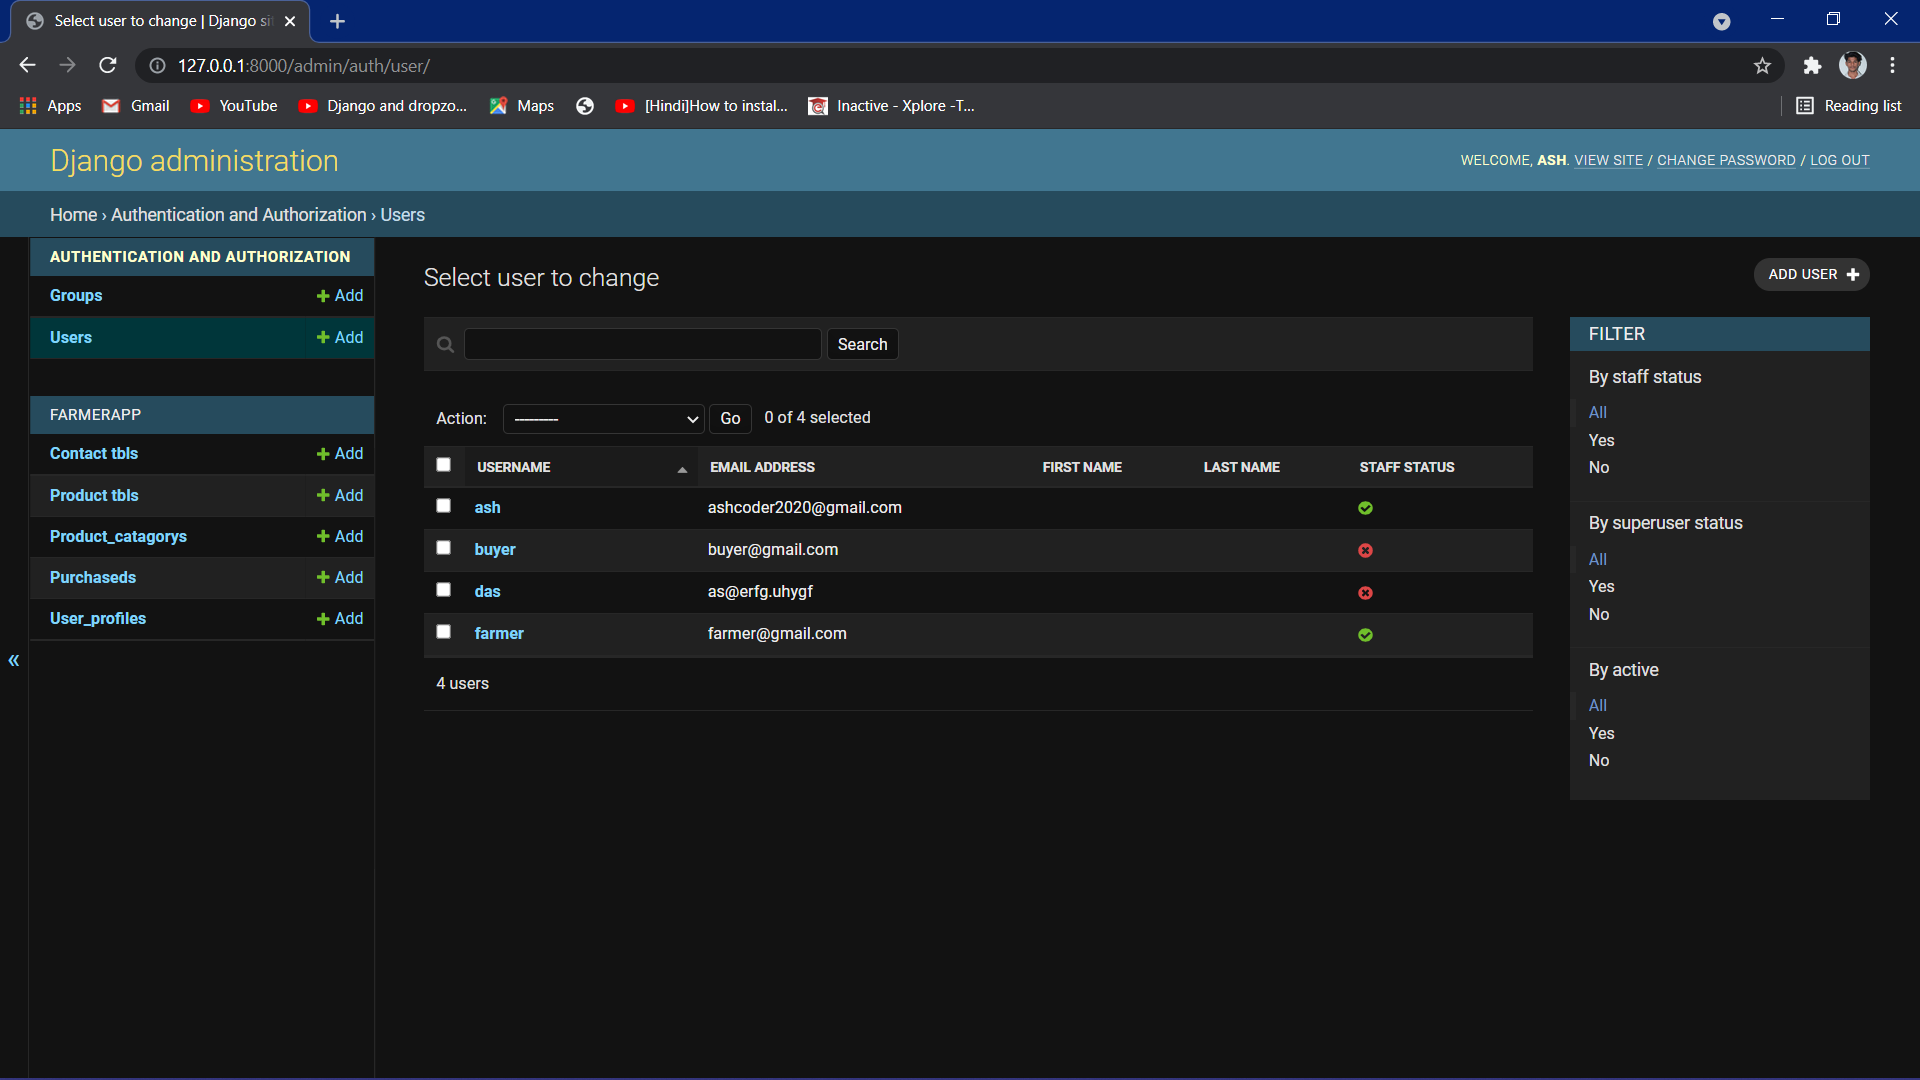 Select user to change | Django si
127.0.0.1:8000/admin/auth/user/
Apps Gmail YouTube Django and dropzo... Maps [Hindi]How to instal... Inactive - Xplore -T... Reading list
Django administration
WELCOME, ASH. VIEW SITE / CHANGE PASSWORD / LOG OUT
Home › Authentication and Authorization › Users
AUTHENTICATION AND AUTHORIZATION
Groups + Add
Users + Add
FARMERAPP
Contact tbls + Add
Product tbls + Add
Product_catagorys + Add
Purchaseds + Add
User_profiles + Add
«
Select user to change
ADD USER +
Search
Action: --------- Go 0 of 4 selected
USERNAME EMAIL ADDRESS FIRST NAME LAST NAME STAFF STATUS
ash ashcoder2020@gmail.com
buyer buyer@gmail.com
das as@erfg.uhygf
farmer farmer@gmail.com
4 users
FILTER
By staff status
All
Yes
No
By superuser status
All
Yes
No
By active
All
Yes
No